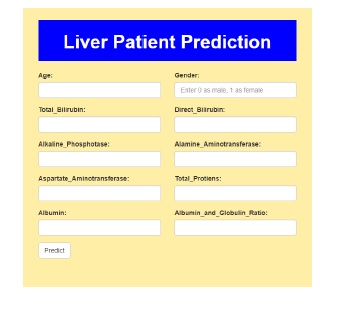 Liver Patient Prediction
Age: Gender:
Enter 0 as male, 1 as female
Total_Bilirubin: Direct_Bilirubin:
Alkaline_Phosphotase: Alamine_Aminotransferase:
Aspartate_Aminotransferase: Total_Protiens:
Albumin: Albumin_and_Globulin_Ratio:
Predict